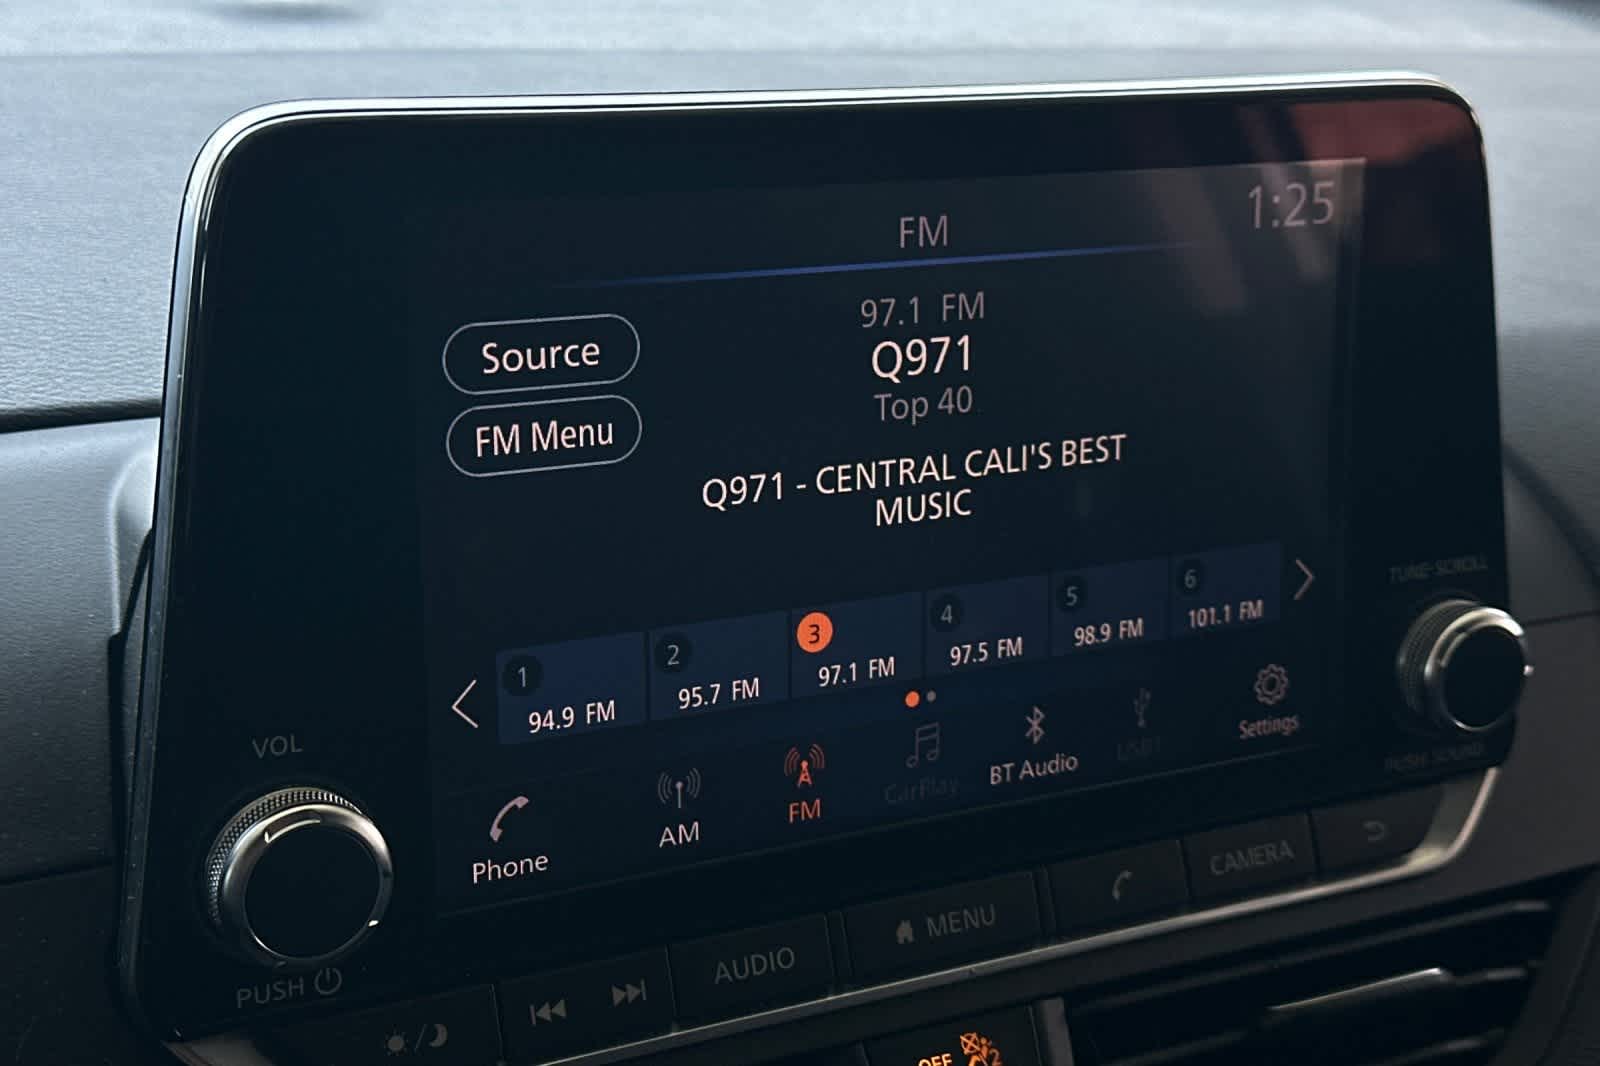 FM
1:25
97.1 FM
Q971
Top 40
Source
FM Menu
Q971 - CENTRAL CALI'S BEST
MUSIC
1
94.9 FM
2
95.7 FM
3
97.1 FM
4
97.5 FM
5
98.9 FM
6
101.1 FM
Phone
AM
FM
CarPlay
BT Audio
Settings
VOL
PUSH
TUNE·SCROLL
PUSH SOUND
AUDIO
MENU
CAMERA
OFF
2